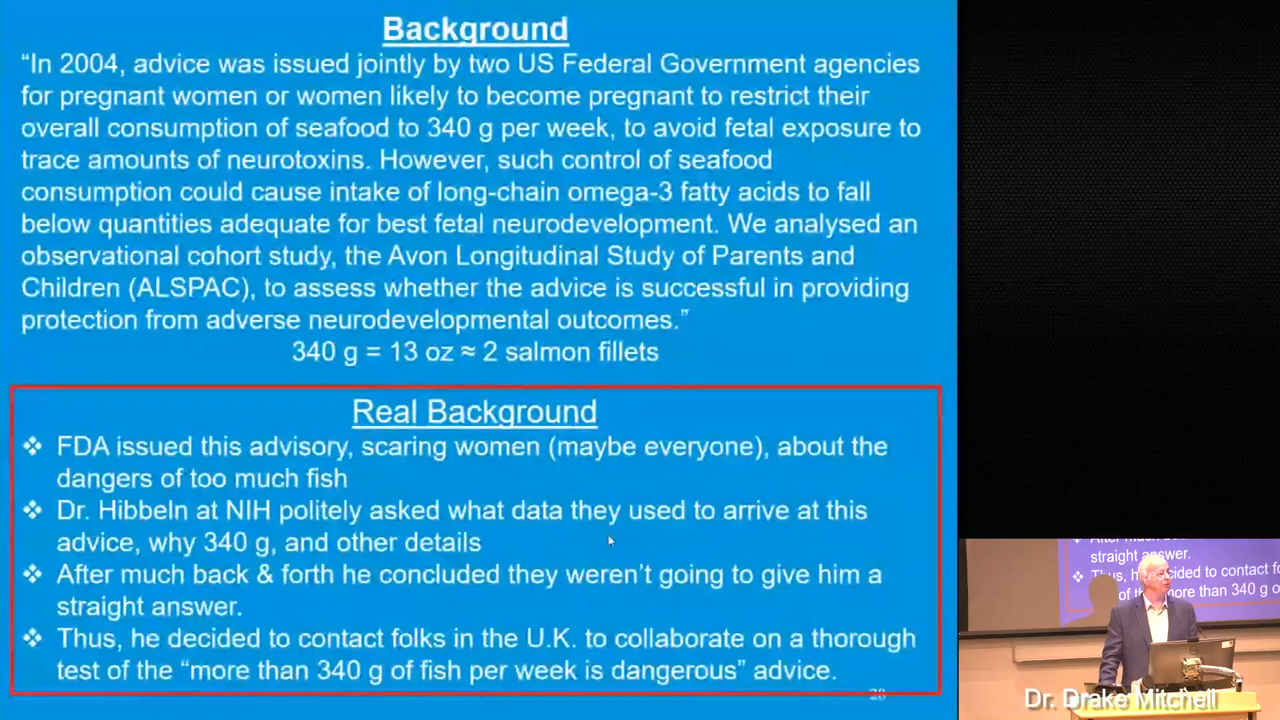 Background
“In 2004, advice was issued jointly by two US Federal Government agencies
for pregnant women or women likely to become pregnant to restrict their
overall consumption of seafood to 340 g per week, to avoid fetal exposure to
trace amounts of neurotoxins. However, such control of seafood
consumption could cause intake of long-chain omega-3 fatty acids to fall
below quantities adequate for best fetal neurodevelopment. We analysed an
observational cohort study, the Avon Longitudinal Study of Parents and
Children (ALSPAC), to assess whether the advice is successful in providing
protection from adverse neurodevelopmental outcomes.”
340 g = 13 oz ≈ 2 salmon fillets
Real Background
❖ FDA issued this advisory, scaring women (maybe everyone), about the
dangers of too much fish
❖ Dr. Hibbeln at NIH politely asked what data they used to arrive at this
advice, why 340 g, and other details
❖ After much back & forth he concluded they weren’t going to give him a
straight answer.
❖ Thus, he decided to contact folks in the U.K. to collaborate on a thorough
test of the “more than 340 g of fish per week is dangerous” advice.
28
straight answer.
decided to contact
more than 340 g
Dr. Drake Mitchell